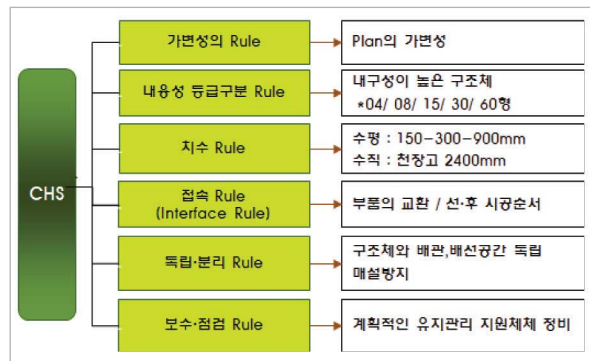 CHS
가변성의 Rule
Plan의 가변성
내용성 등급구분 Rule
내구성이 높은 구조체
*04/ 08/ 15/ 30/ 60형
치수 Rule
수평 : 150-300-900mm
수직 : 천장고 2400mm
접속 Rule
(Interface Rule)
부품의 교환 / 선·후 시공순서
독립·분리 Rule
구조체와 배관,배선공간 독립
매설방지
보수·점검 Rule
계획적인 유지관리 지원체체 정비